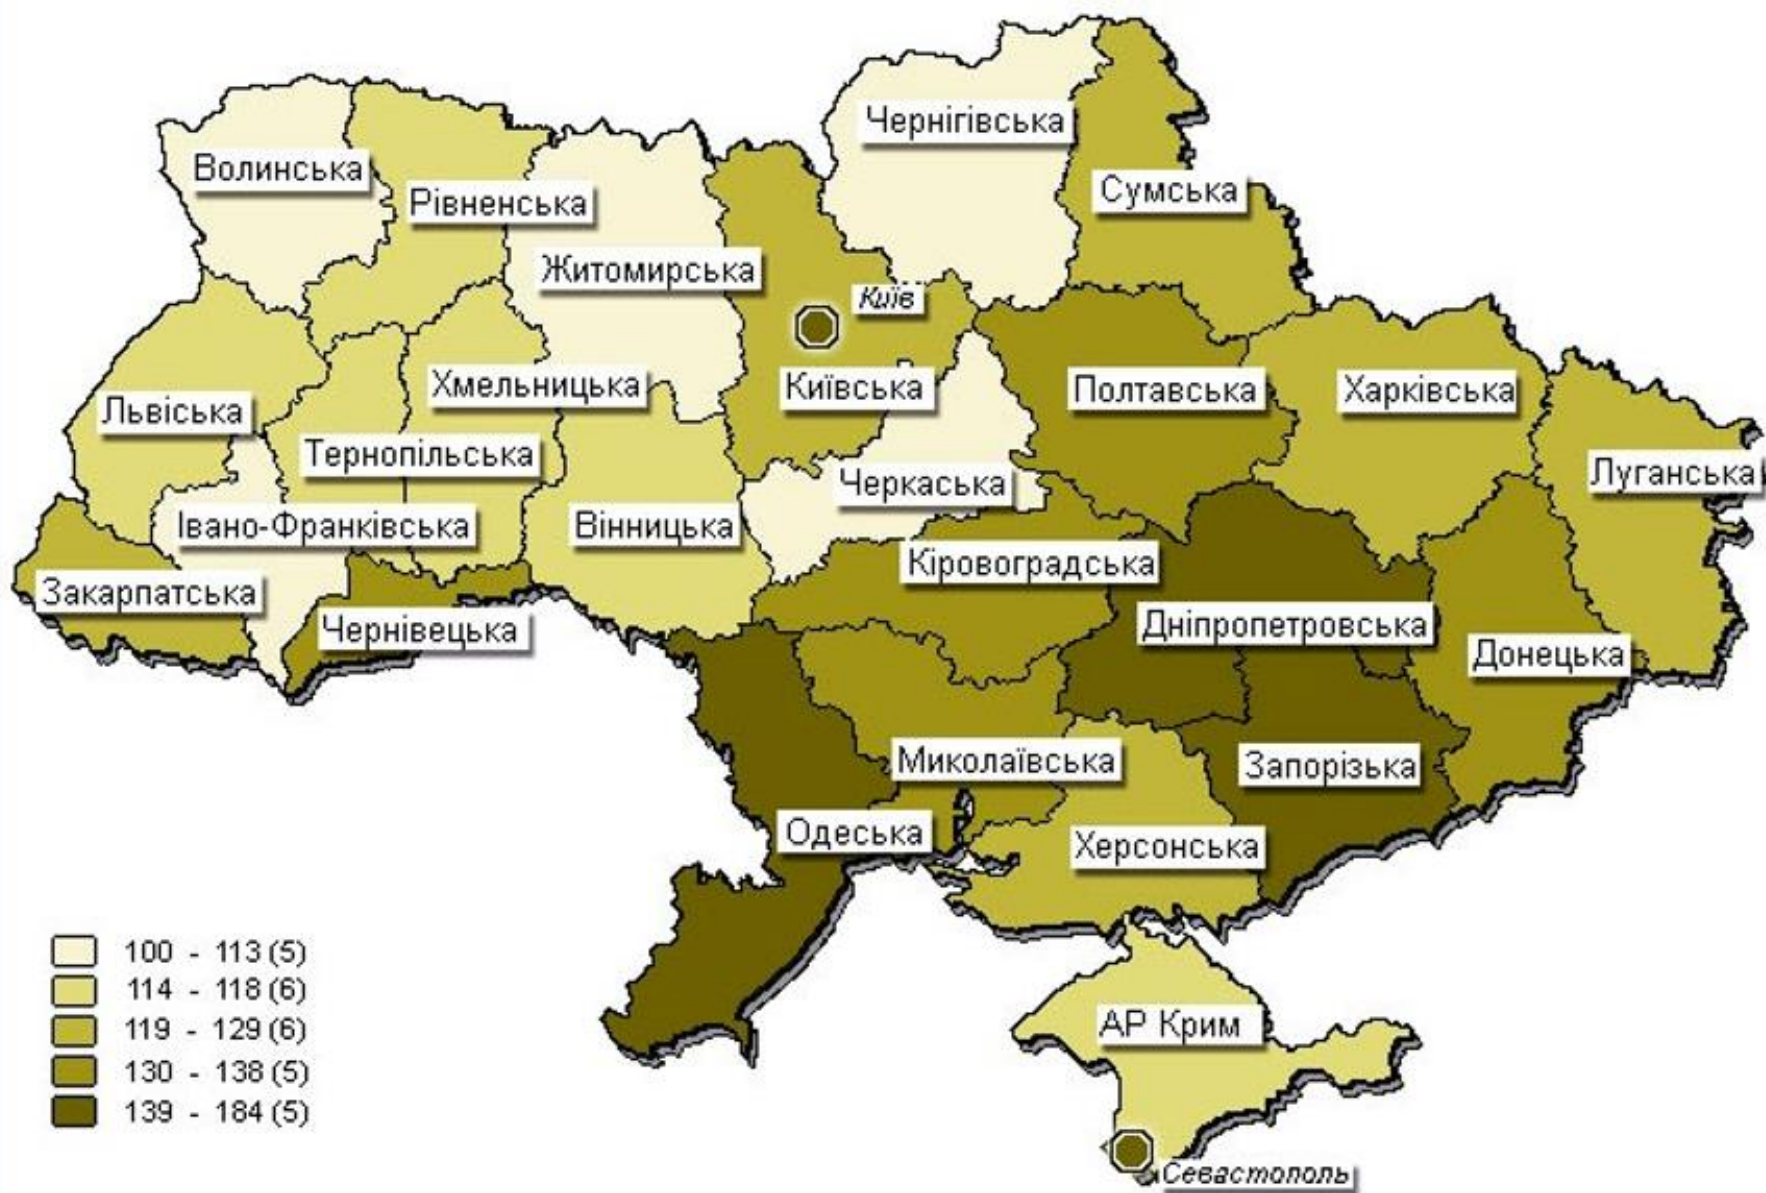 Чернігівська
Волинська
Рівненська
Сумська
Житомирська
Київ
Львіська
Хмельницька
Київська
Полтавська
Харківська
Тернопільська
Черкаська
Луганська
Івано-Франківська
Вінницька
Кіровоградська
Закарпатська
Чернівецька
Дніпропетровська
Донецька
Миколаївська
Запорізька
Одеська
Херсонська
100 - 113 (5)
114 - 118 (6)
119 - 129 (6)
130 - 138 (5)
139 - 184 (5)
АР Крим
Севастополь